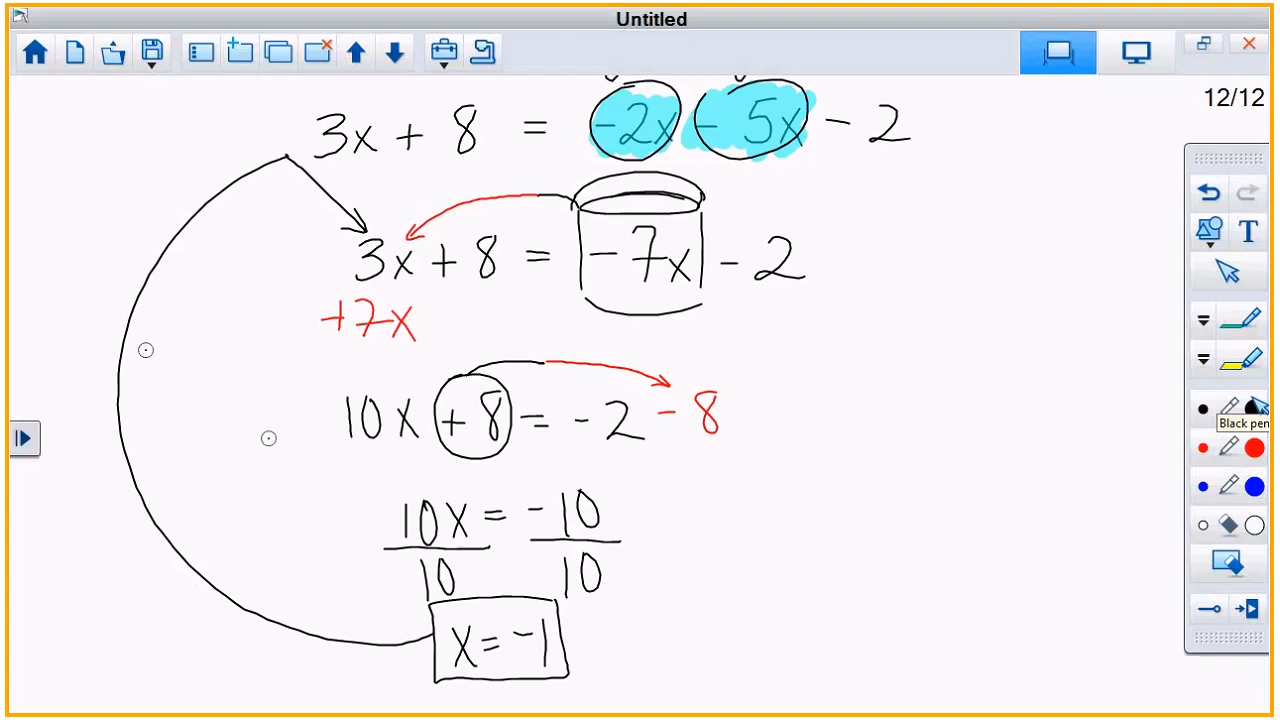 Untitled
12/12
3x + 8 = -2x - 5x - 2
3x + 8 = -7x - 2
+7x
10x + 8 = -2 - 8
10x = -10
10 10
x = -1
T
Black pen